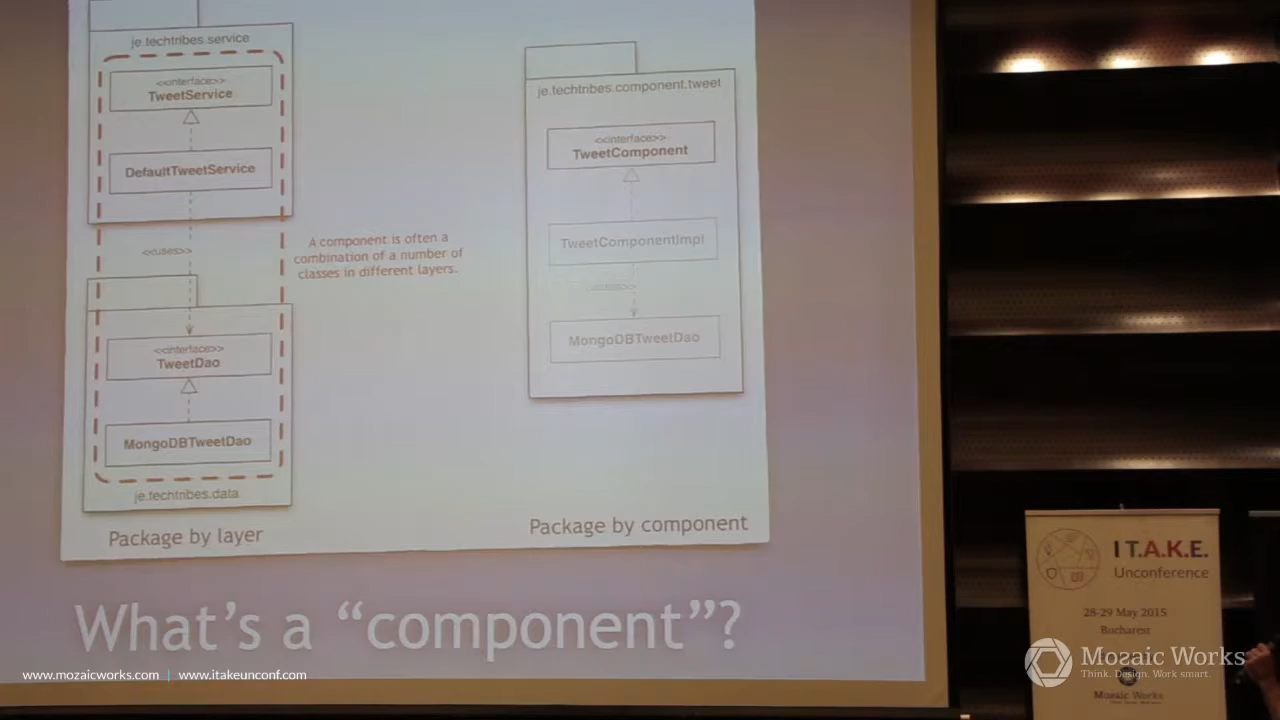 je.techtribes.service
<<interface>>
TweetService
DefaultTweetService
<<uses>>
<<interface>>
TweetDao
MongoDBTweetDao
je.techtribes.data
Package by layer
A component is often a
combination of a number of
classes in different layers.
je.techtribes.component.tweet
<<interface>>
TweetComponent
TweetComponentImpl
<<uses>>
MongoDBTweetDao
Package by component
What's a “component”?
www.mozaicworks.com | www.itakeunconf.com
I T.A.K.E.
Unconference
28-29 May 2015
Bucharest
Mozaic Works
Think. Design. Work smart.
Mozaic Works